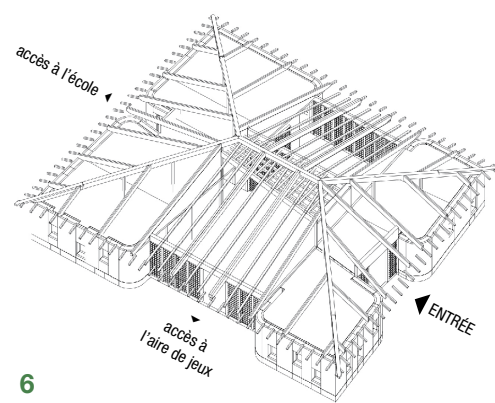 accès à l'école
accès à
l'aire de jeux
ENTRÉE
6